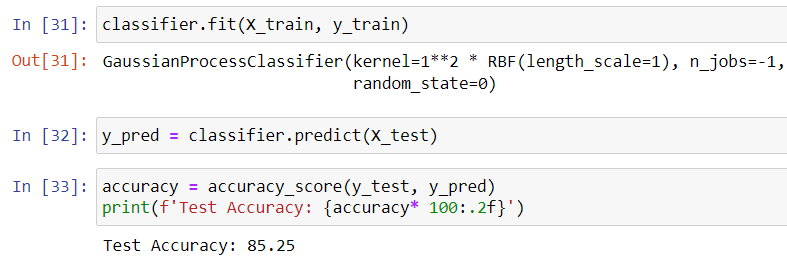 In [31]: classifier.fit(X_train, y_train)
Out[31]: GaussianProcessClassifier(kernel=1**2 * RBF(length_scale=1), n_jobs=-1,
random_state=0)
In [32]: y_pred = classifier.predict(X_test)
In [33]: accuracy = accuracy_score(y_test, y_pred)
print(f'Test Accuracy: {accuracy* 100:.2f}')
Test Accuracy: 85.25